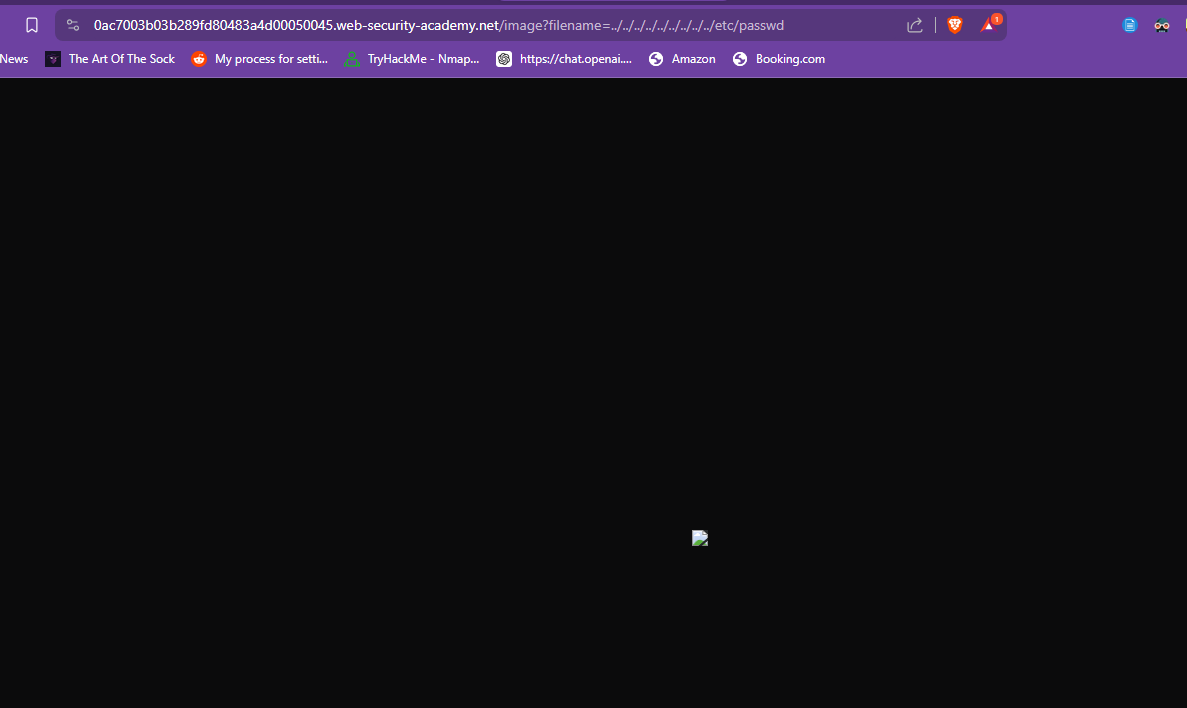 0ac7003b03b289fd80483a4d00050045.web-security-academy.net/image?filename=../../../../../../../../../etc/passwd
1
News The Art Of The Sock My process for setti... TryHackMe - Nmap... https://chat.openai.... Amazon Booking.com